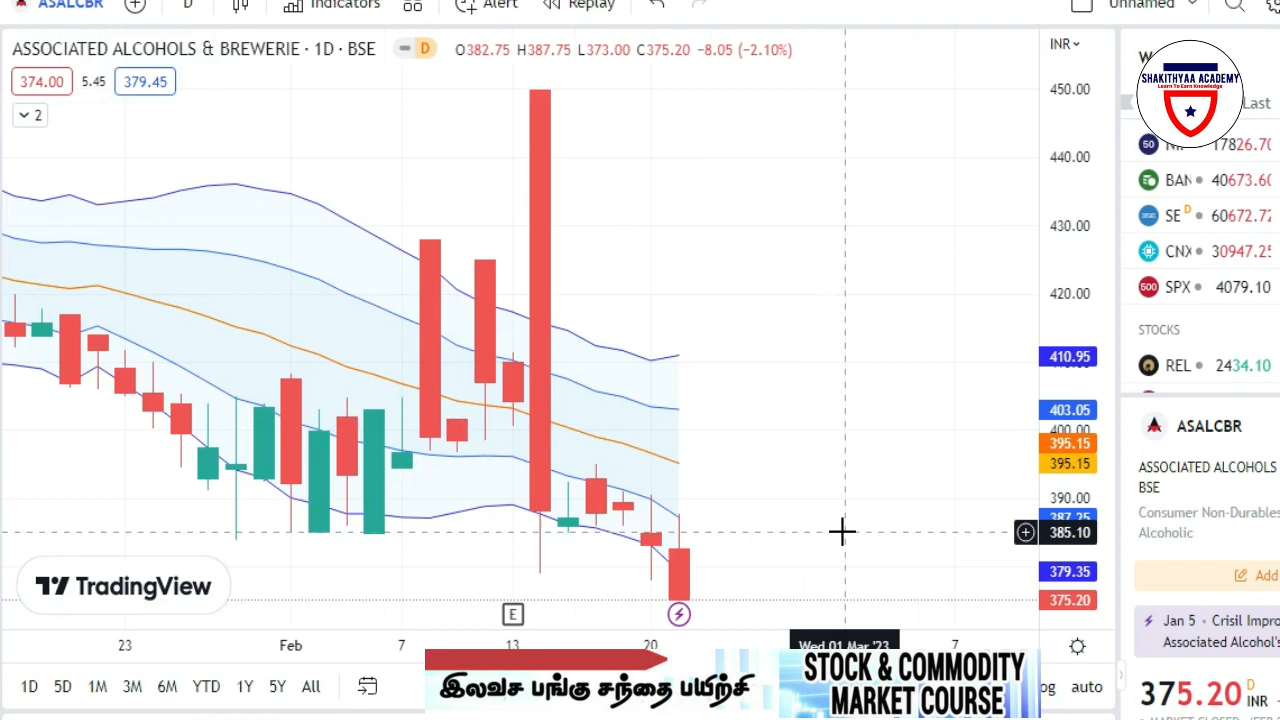 ASALCBR
D
Indicators
Alert
Replay
Unnamed
ASSOCIATED ALCOHOLS & BREWERIE · 1D · BSE
D
O382.75 H387.75 L373.00 C375.20 −8.05 (−2.10%)
INR
374.00
5.45
379.45
2
450.00
440.00
430.00
420.00
410.95
403.05
400.00
395.15
395.15
390.00
387.25
385.10
379.35
375.20
E
TradingView
23
Feb
7
13
20
Wed 01 Mar '23
7
1D 5D 1M 3M 6M YTD 1Y 5Y All
auto
இலவச பங்கு சந்தை பயிற்சி
STOCK & COMMODITY
MARKET COURSE
SHAKITHYAA ACADEMY
Learn To Earn Knowledge
Last
50
17826.70
BAN
40673.60
SE D
60672.72
CNX
30947.25
500 SPX
4079.10
STOCKS
REL
2434.10
ASALCBR
ASSOCIATED ALCOHOLS
BSE
Consumer Non-Durables
Alcoholic
Add
Jan 5 · Crisil Impro
Associated Alcohol's
375.20 D
INR